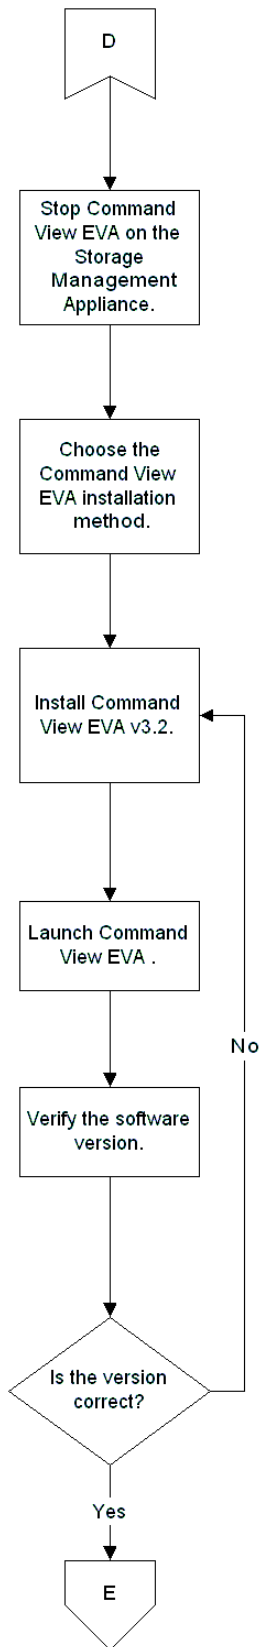 D
Stop Command
View EVA on the
Storage
Management
Appliance.
Choose the
Command View
EVA installation
method.
Install Command
View EVA v3.2.
Launch Command
View EVA .
No
Verify the software
version.
Is the version
correct?
Yes
E